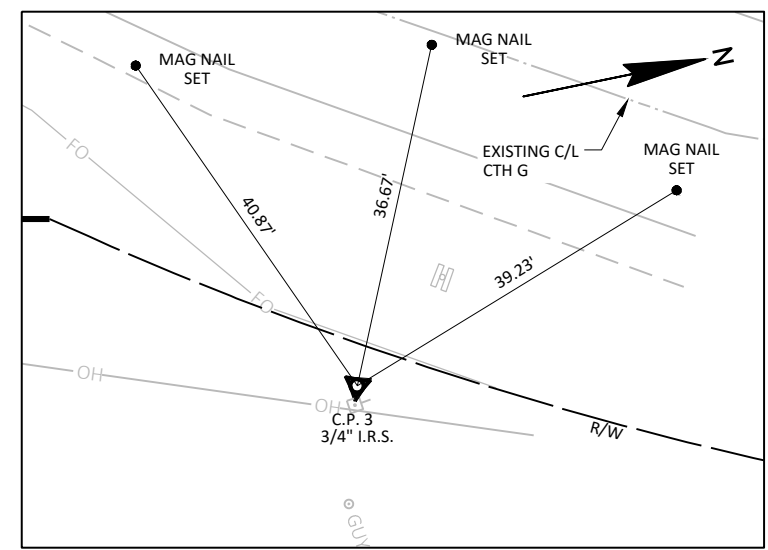 MAG NAIL
SET
MAG NAIL
SET
N
EXISTING C/L
CTH G
MAG NAIL
SET
FO
40.87'
36.67'
39.23'
H
FO
OH
OH
C.P. 3
3/4" I.R.S.
R/W
GUY